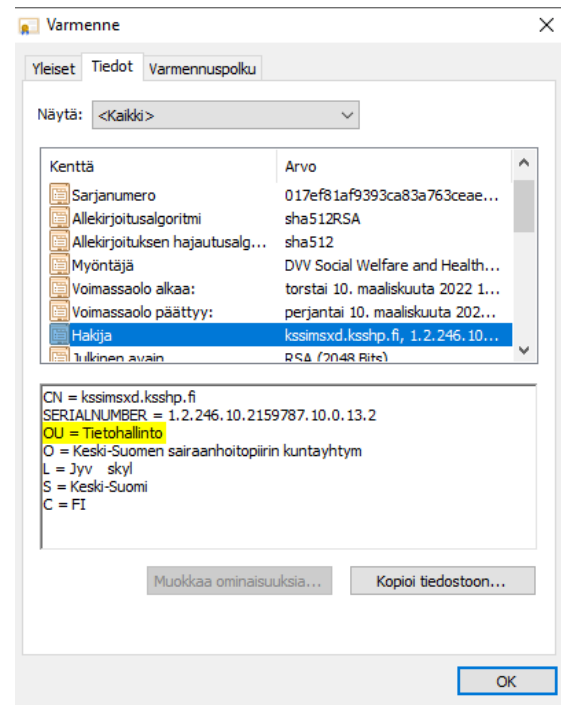 Varmenne
Yleiset Tiedot Varmennuspolku
Näytä: <Kaikki>
Kenttä Arvo
Sarjanumero 017ef81af9393ca83a763ceae...
Allekirjoitusalgoritmi sha512RSA
Allekirjoituksen hajautusalg... sha512
Myöntäjä DVV Social Welfare and Health...
Voimassaolo alkaa: torstai 10. maaliskuuta 2022 1...
Voimassaolo päättyy: perjantai 10. maaliskuuta 202...
Hakija kssimsxd.ksshp.fi, 1.2.246.10...
Julkinen avain RSA (2048 Bits)
CN = kssimsxd.ksshp.fi
SERIALNUMBER = 1.2.246.10.2159787.10.0.13.2
OU = Tietohallinto
O = Keski-Suomen sairaanhoitopiirin kuntayhtym
L = Jyv skyl
S = Keski-Suomi
C = FI
Muokkaa ominaisuuksia... Kopioi tiedostoon...
OK